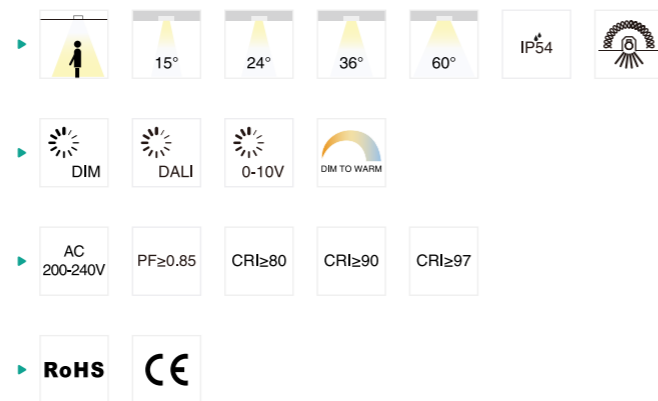 15°
24°
36°
60°
IP54
DIM
DALI
0-10V
DIM TO WARM
AC
200-240V
PF≥0.85
CRI≥80
CRI≥90
CRI≥97
RoHS
CE